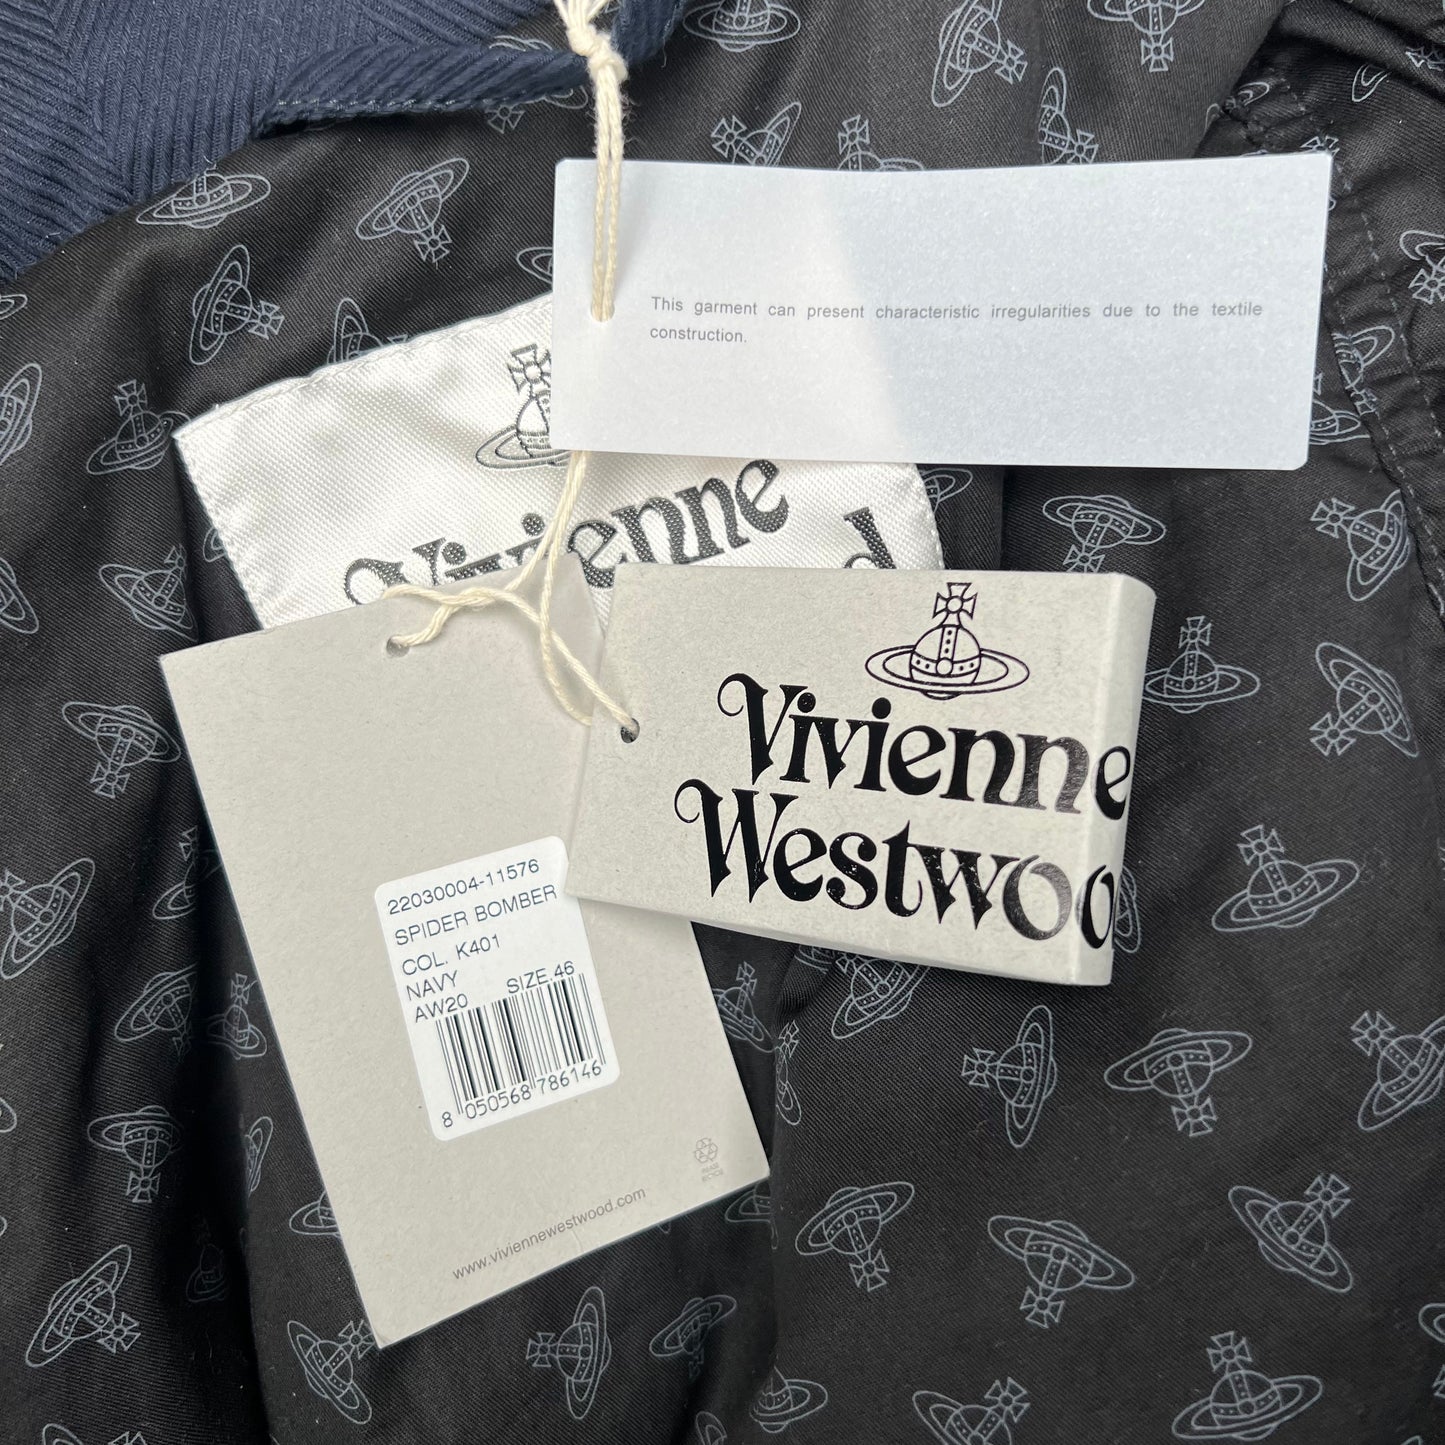 This garment can present characteristic irregularities due to the textile
construction.
Vivienne
Vivienne
Westwoo
22030004-11576
SPIDER BOMBER
COL. K401
NAVY
AW20 SIZE.46
8 050568 786146
www.viviennewestwood.com